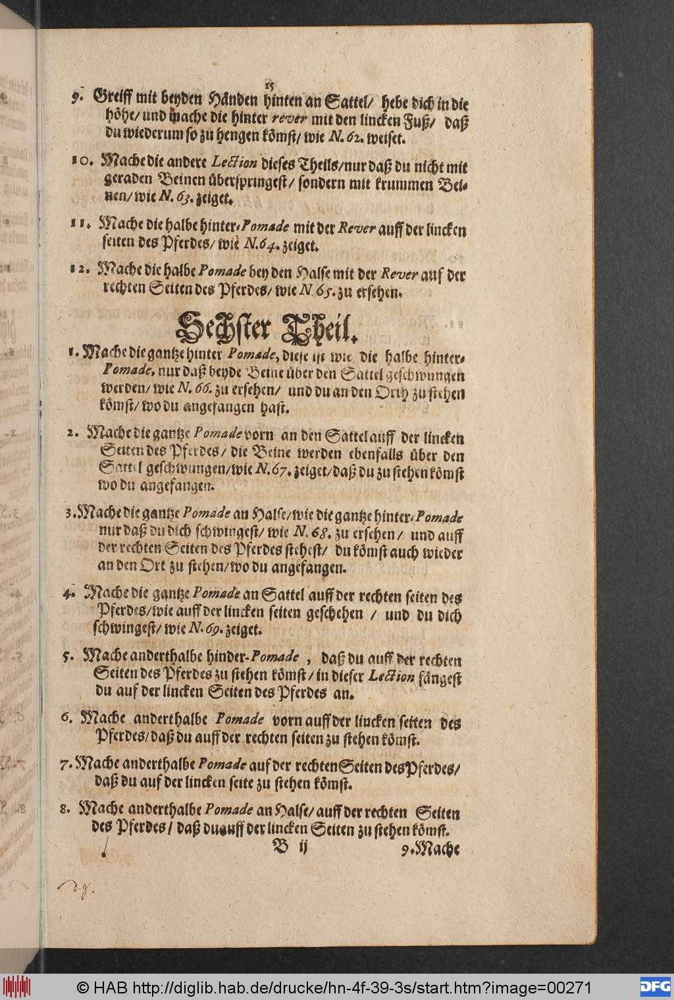 15
9. Greiff mit beyden Händen hinten an Sattel/ hebe dich in die
höhe/ und mache die hinter rever mit den lincken Fuß/ daß
du wiederum so zu hengen kömst/ wie N. 62. weiset.
10. Mache die andere Lection dieses Theils/ nur daß du nicht mit
geraden Beinen überspringest/ sondern mit krummen Bei-
nen/ wie N. 63. zeiget.
11. Mache die halbe hinter-Pomade mit der Rever auff der lincken
seiten des Pferdes/ wie N. 64. zeiget.
12. Mache die halbe Pomade bey den Halse mit der Rever auf der
rechten Seiten des Pferdes/ wie N 65. zu ersehen.
Sechster Theil.
1. Mache die gantze hinter Pomade, diese ist wie die halbe hinter-
Pomade, nur daß beyde Beine über den Sattel geschwungen
werden/ wie N. 66. zu ersehen/ und du an den Orth zu stehen
kömst/ wo du angefangen hast.
2. Mache die gantze Pomade vorn an den Sattel auff der lincken
Seiten des Pferdes/ die Beine werden ebenfalls über den
Sattel geschwungen/ wie N. 67. zeiget/ daß du zu stehen kömst
wo du angefangen.
3. Mache die gantze Pomade an Halse/ wie die gantze hinter-Pomade
nur daß du dich schwingest/ wie N. 68. zu ersehen/ und auff
der rechten Seiten des Pferdes stehest/ du kömst auch wieder
an den Ort zu stehen/ wo du angefangen.
4. Mache die gantze Pomade an Sattel auff der rechten seiten des
Pferdes/ wie auff der lincken seiten geschehen / und du dich
schwingest/ wie N. 69. zeiget.
5. Mache anderthalbe hinder-Pomade , daß du auff der rechten
Seiten des Pferdes zu stehen kömst/ in dieser Lection fängest
du auf der lincken Seiten des Pferdes an.
6. Mache anderthalbe Pomade vorn auff der lincken seiten des
Pferdes/ daß du auff der rechten seiten zu stehen kömst.
7. Mache anderthalbe Pomade auf der rechten Seiten des Pferdes/
daß du auf der lincken seite zu stehen kömst.
8. Mache anderthalbe Pomade an Halse/ auff der rechten Seiten
des Pferdes/ daß du auff der lincken Seiten zu stehen kömst.
B ij 9. Mache
© HAB http://diglib.hab.de/drucke/hn-4f-39-3s/start.htm?image=00271
DFG